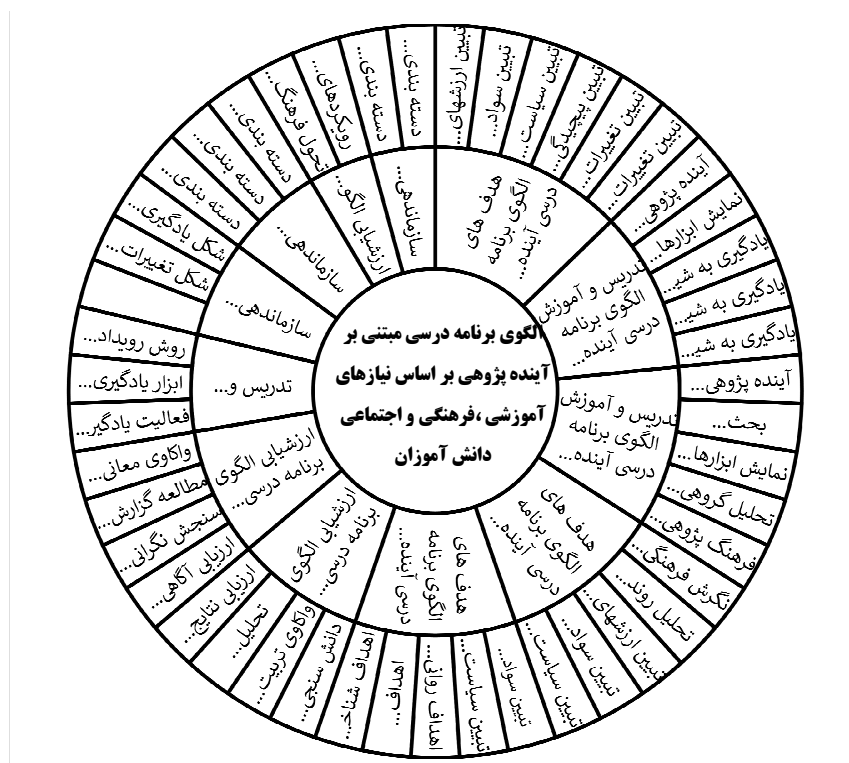 الگوی برنامه درسی مبتنی بر
آینده پژوهی بر اساس نیازهای
آموزشی ،فرهنگی و اجتماعی
دانش آموزان
هدف های
الگوی برنامه
درسی آینده...
تدریس و آموزش
الگوی برنامه
درسی آینده...
تدریس و آموزش
الگوی برنامه
درسی آینده...
هدف های
الگوی برنامه
درسی آینده...
هدف های
الگوی برنامه
درسی آینده...
ارزشیابی الگوی
برنامه درسی...
ارزشیابی الگوی
برنامه درسی...
تدریس و...
سازماندهی...
سازماندهی...
ارزشیابی الگو...
سازماندهی...
تبیین ارزشهای...
تبیین سواد...
تبیین سیاست...
تبیین پیچیدگی...
تبیین تغییرات...
تبیین تغییرات...
آینده پژوهی...
نمایش ابزارها...
یادگیری به شی...
یادگیری به شی...
یادگیری به شی...
آینده پژوهی...
بحث...
نمایش ابزارها...
تحلیل گروهی...
فرهنگ پژوهی...
نگرش فرهنگی...
تحلیل روند...
تبیین ارزشهای...
تبیین سواد...
تبیین سیاست...
تبیین سواد...
تبیین سیاست...
اهداف روانی...
اهداف...
اهداف شناخ...
دانش سنجی...
واکاوی تربیت...
تحلیل...
ارزیابی نتایج...
ارزیابی آگاهی...
سنجش نگرانی...
مطالعه گزارش...
واکاوی معانی...
فعالیت یادگیر...
ابزار یادگیری...
روش رویداد...
شکل تغییرات...
شکل یادگیری...
دسته بندی...
دسته بندی...
دسته بندی...
تحول فرهنگ...
رویکردهای...
دسته بندی...
دسته بندی...